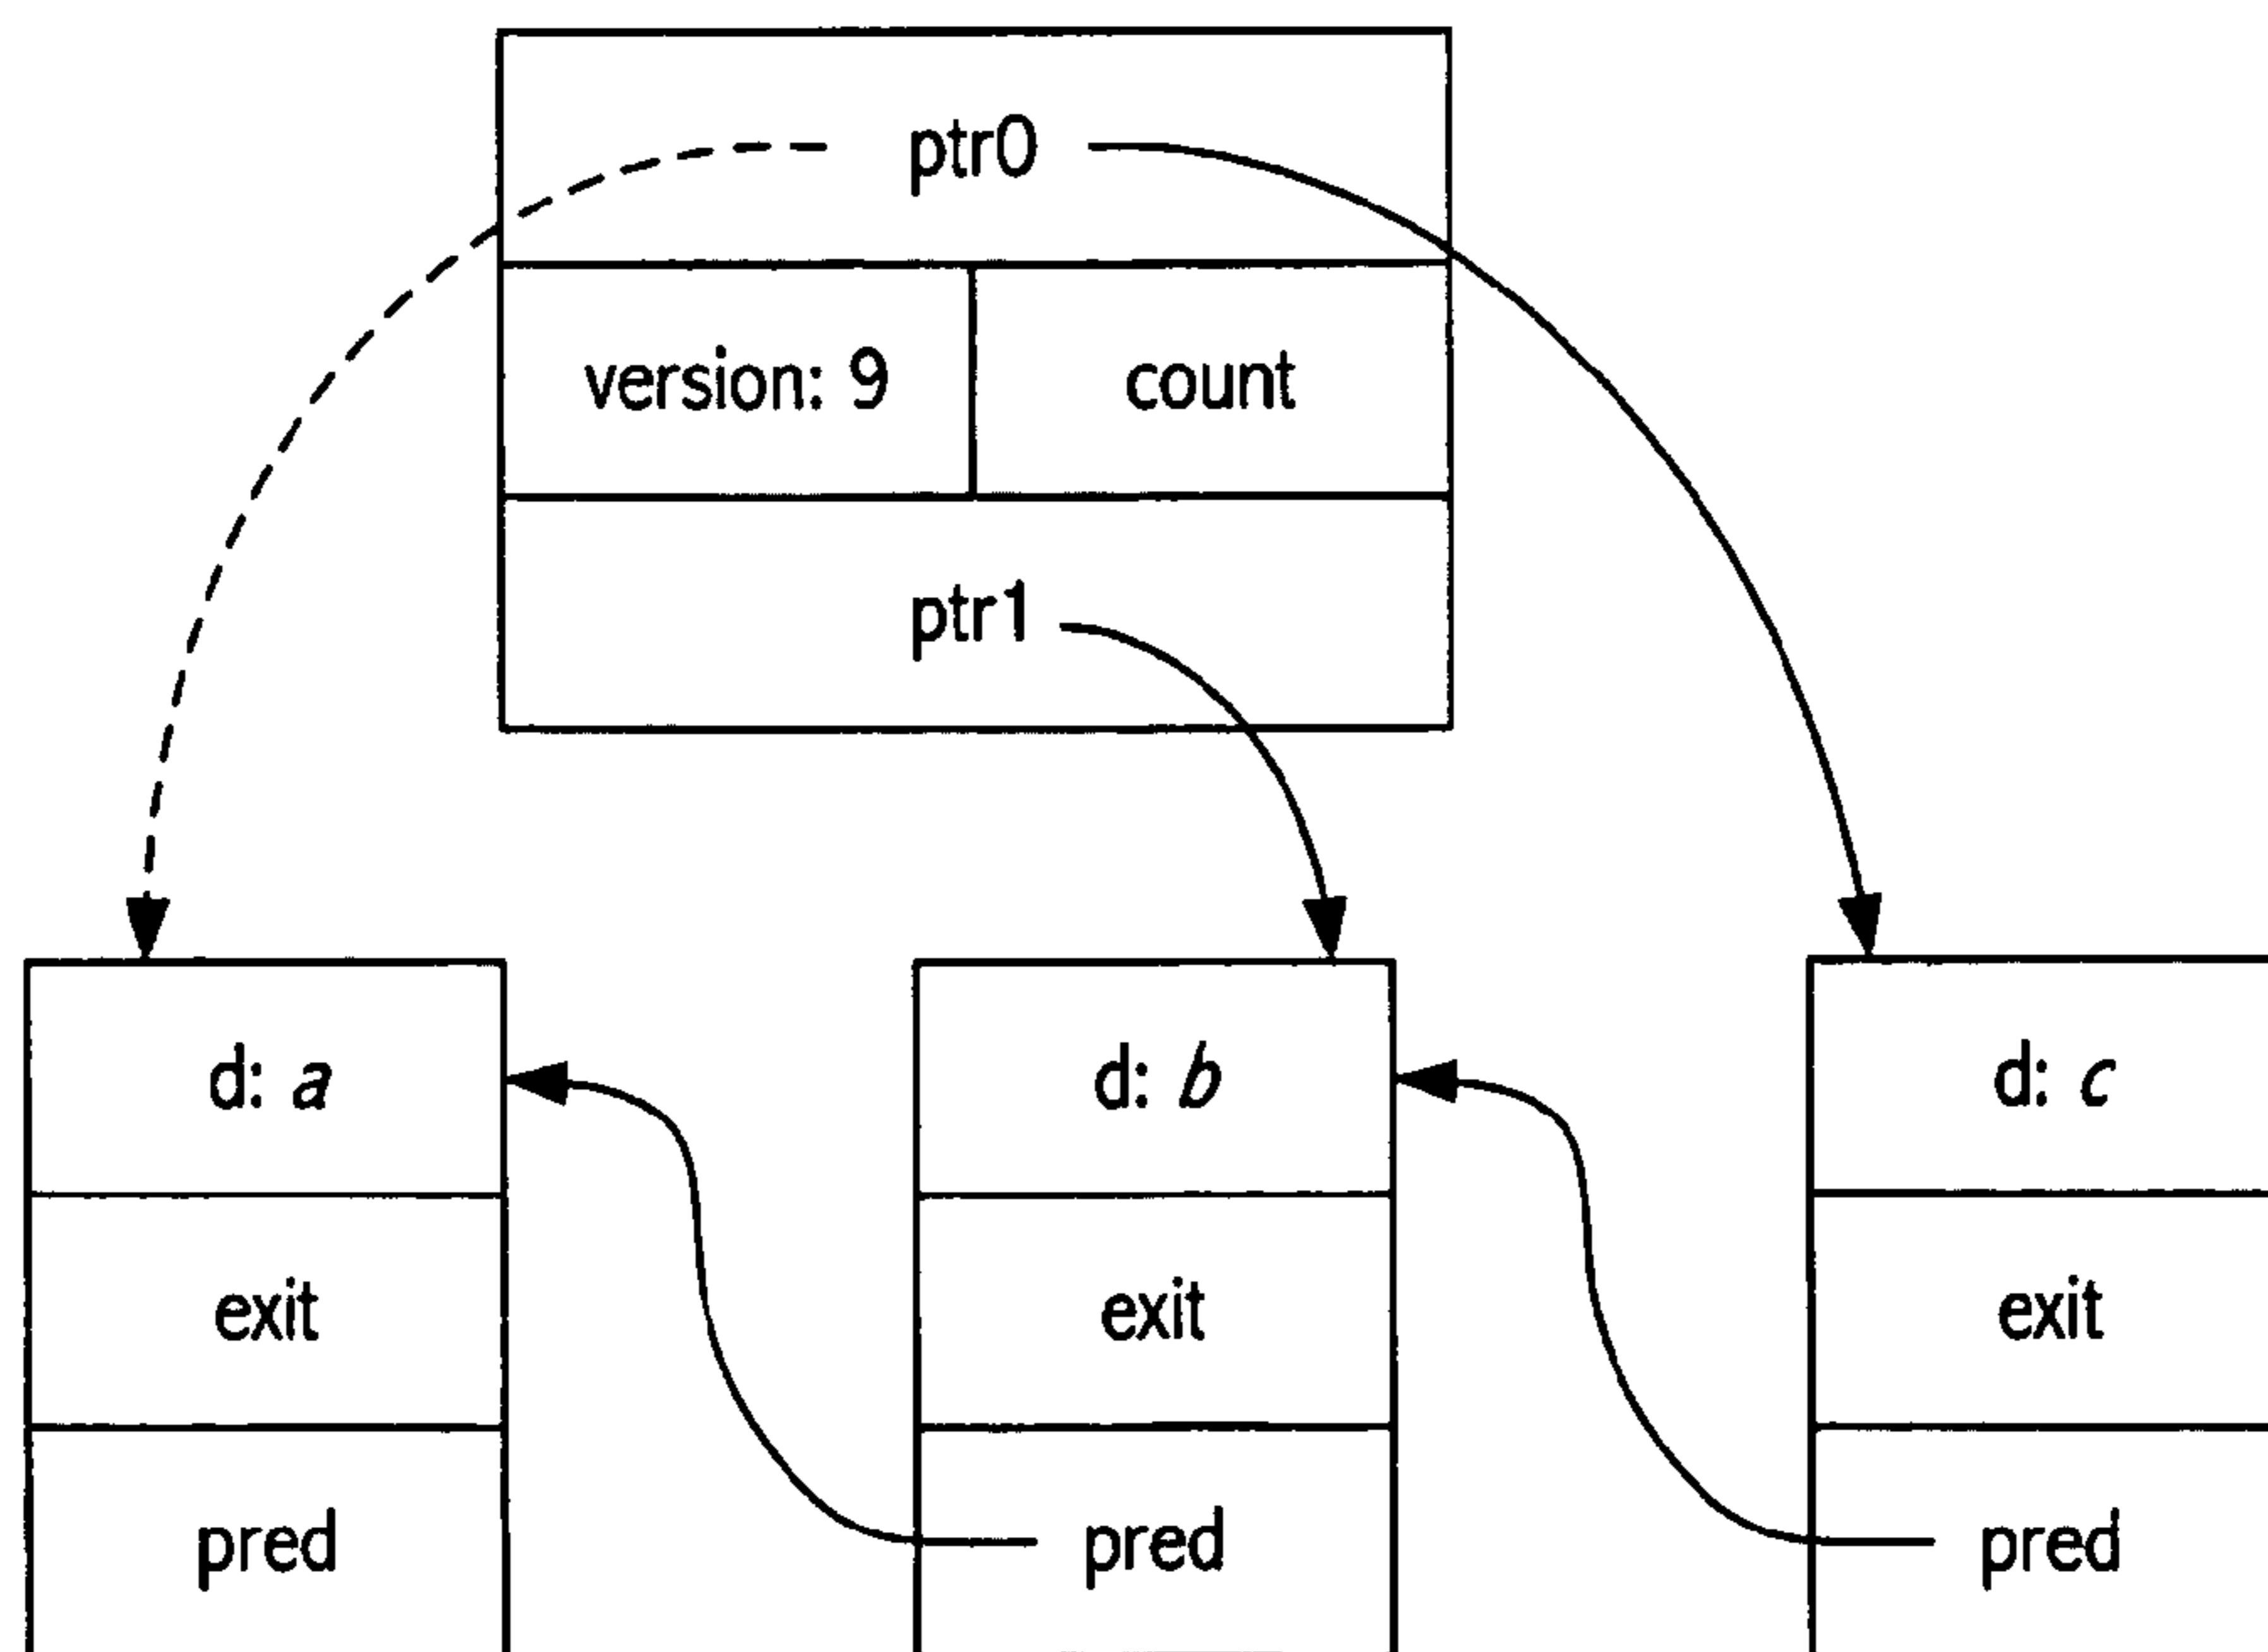 ptr0
version: 9 count
ptr1
d: a d: b d: c
exit exit exit
pred pred pred